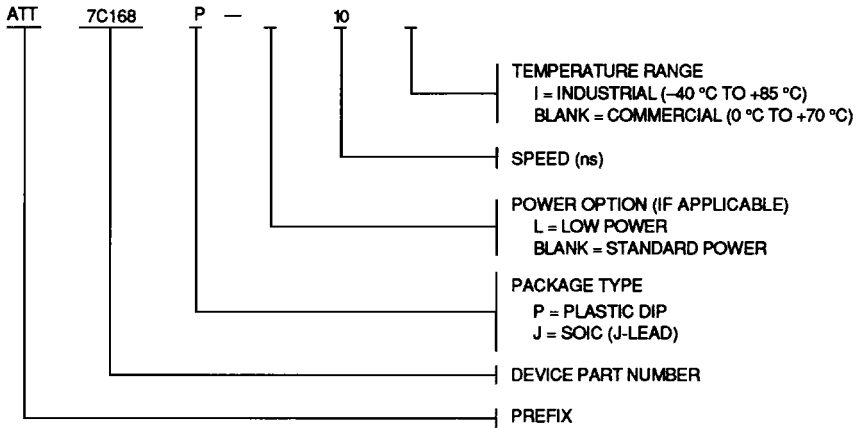 ATT 7C168 P — 10
TEMPERATURE RANGE
I = INDUSTRIAL (–40 °C TO +85 °C)
BLANK = COMMERCIAL (0 °C TO +70 °C)
SPEED (ns)
POWER OPTION (IF APPLICABLE)
L = LOW POWER
BLANK = STANDARD POWER
PACKAGE TYPE
P = PLASTIC DIP
J = SOIC (J-LEAD)
DEVICE PART NUMBER
PREFIX